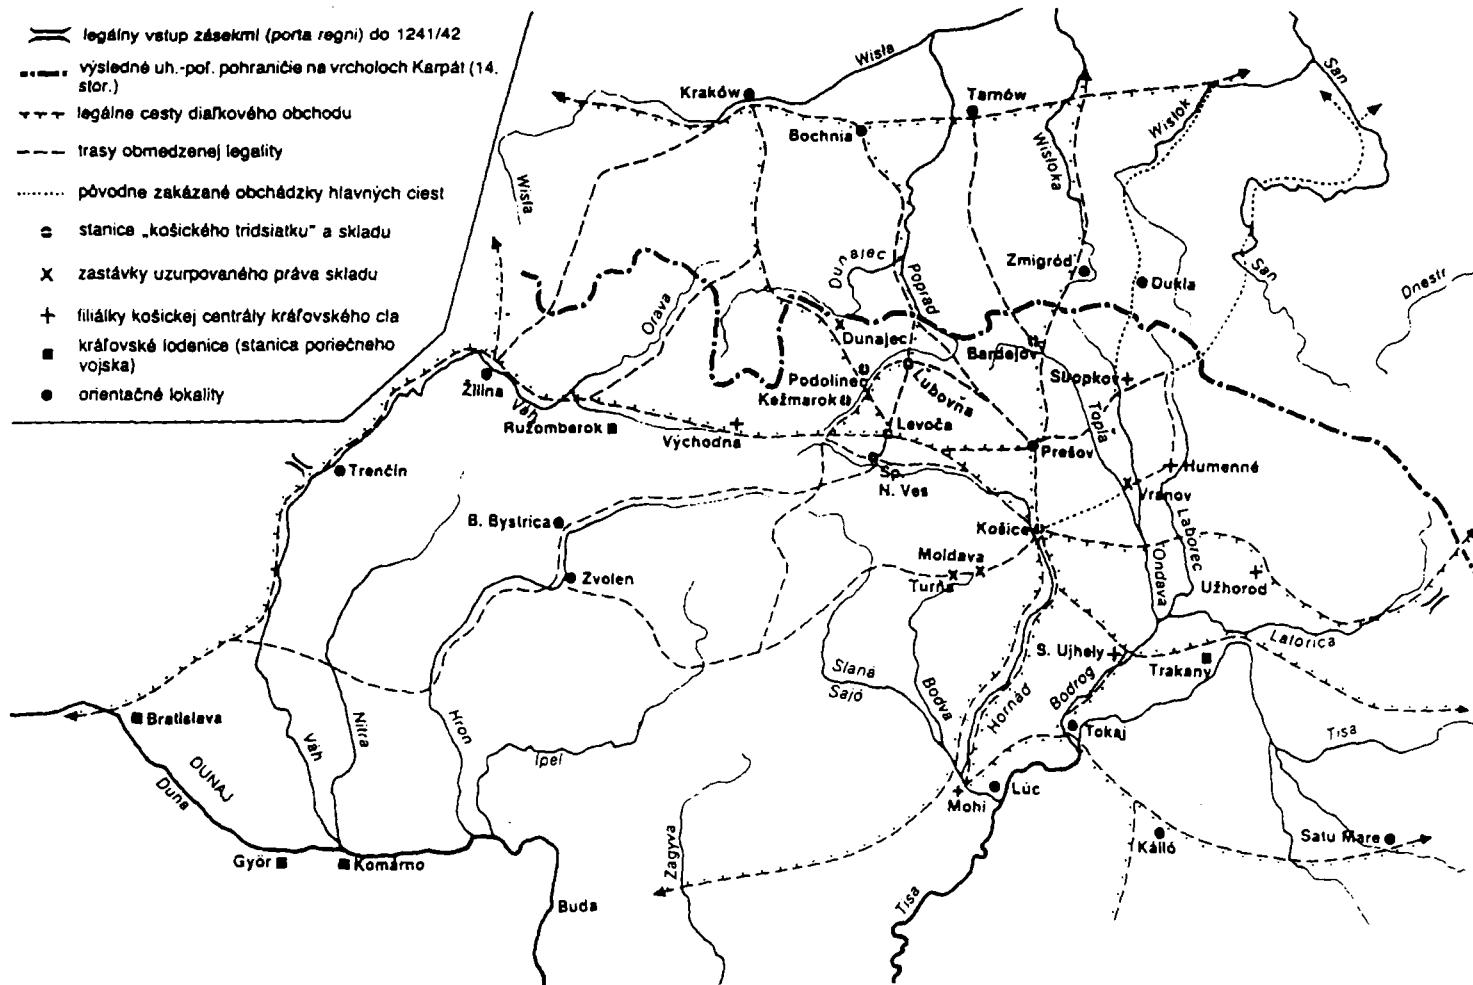 legálny vstup zásekmi (porta regni) do 1241/42
výsledné uh.-poľ. pohraničie na vrcholoch Karpát (14.
stor.)
legálne cesty diaľkového obchodu
trasy obmedzenej legality
pôvodne zakázané obchádzky hlavných ciest
stanice „košického tridsiatku" a skladu
zastávky uzurpovaného práva skladu
filiálky košickej centrály kráľovského cla
kráľovské lodenice (stanica poriečneho
vojska)
orientačné lokality
Wisła
San
Kraków
Tarnów
Bochnia
Wisłok
Wisłoka
Wisła
Dunajec
Zmigród
Dukla
San
Dnestr
Poprad
Orava
Dunajec
Bardejov
Podolínec
Stropkov
Žilina
Kežmarok
Ľubovňa
Váh
Ružomberok
Východna
Levoča
Topľa
Prešov
Trenčín
Sp.
N. Ves
Humenné
Vranov
B. Bystrica
Košice
Laborec
Moldava
Zvolen
Turňa
Ondava
Užhorod
Latorica
S. Ujhely
Slaná
Sajó
Trakany
Bodva
Hornád
Bodrog
Bratislava
Nitra
Váh
Hron
Tokaj
Tisa
Ipeľ
DUNAJ
Duna
Mohi
Lúc
Zagyva
Kálló
Satu Mare
Györ
Komárno
Tisa
Buda